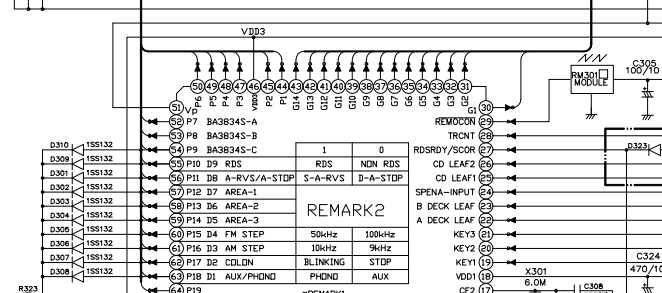 VDD3
50 49 48 47 46 45 44 43 42 41 40 39 38 37 36 35 34 33 32 31
P6 P5 P4 P3 VDD P2 P1 G14 G13 G12 G11 G10 G9 G8 G7 G6 G5 G4 G3 G2
51 Vp
G1 30
52 P7 BA3834S-A
REMOCON 29
53 P8 BA3834S-B
TRCNT 28
54 P9 BA3834S-C
1 0
RDSRDY/SCOR 27
55 P10 D9 RDS
RDS NON RDS
CD LEAF2 26
56 P11 D8 A-RVS/A-STOP
S-A-RVS D-A-STOP
CD LEAF1 25
57 P12 D7 AREA-1
SPENA-INPUT 24
58 P13 D6 AREA-2
REMARK2
B DECK LEAF 23
59 P14 D5 AREA-3
A DECK LEAF 22
60 P15 D4 FM STEP
50kHz 100kHz
KEY3 21
61 P16 D3 AM STEP
10kHz 9kHz
KEY2 20
62 P17 D2 COLON
BLINKING STOP
KEY1 19
63 P18 D1 AUX/PHONO
PHONO AUX
VDD1 18
64 P19
*REMARK1
CF2 17
D310 1SS132
D309 1SS132
D301 1SS132
D302 1SS132
D303 1SS132
D304 1SS132
D305 1SS132
D306 1SS132
D307 1SS132
D308 1SS132
R323
RM301
MODULE
C305
100/10
D323
C324
470/10
X301
6.0M
C308